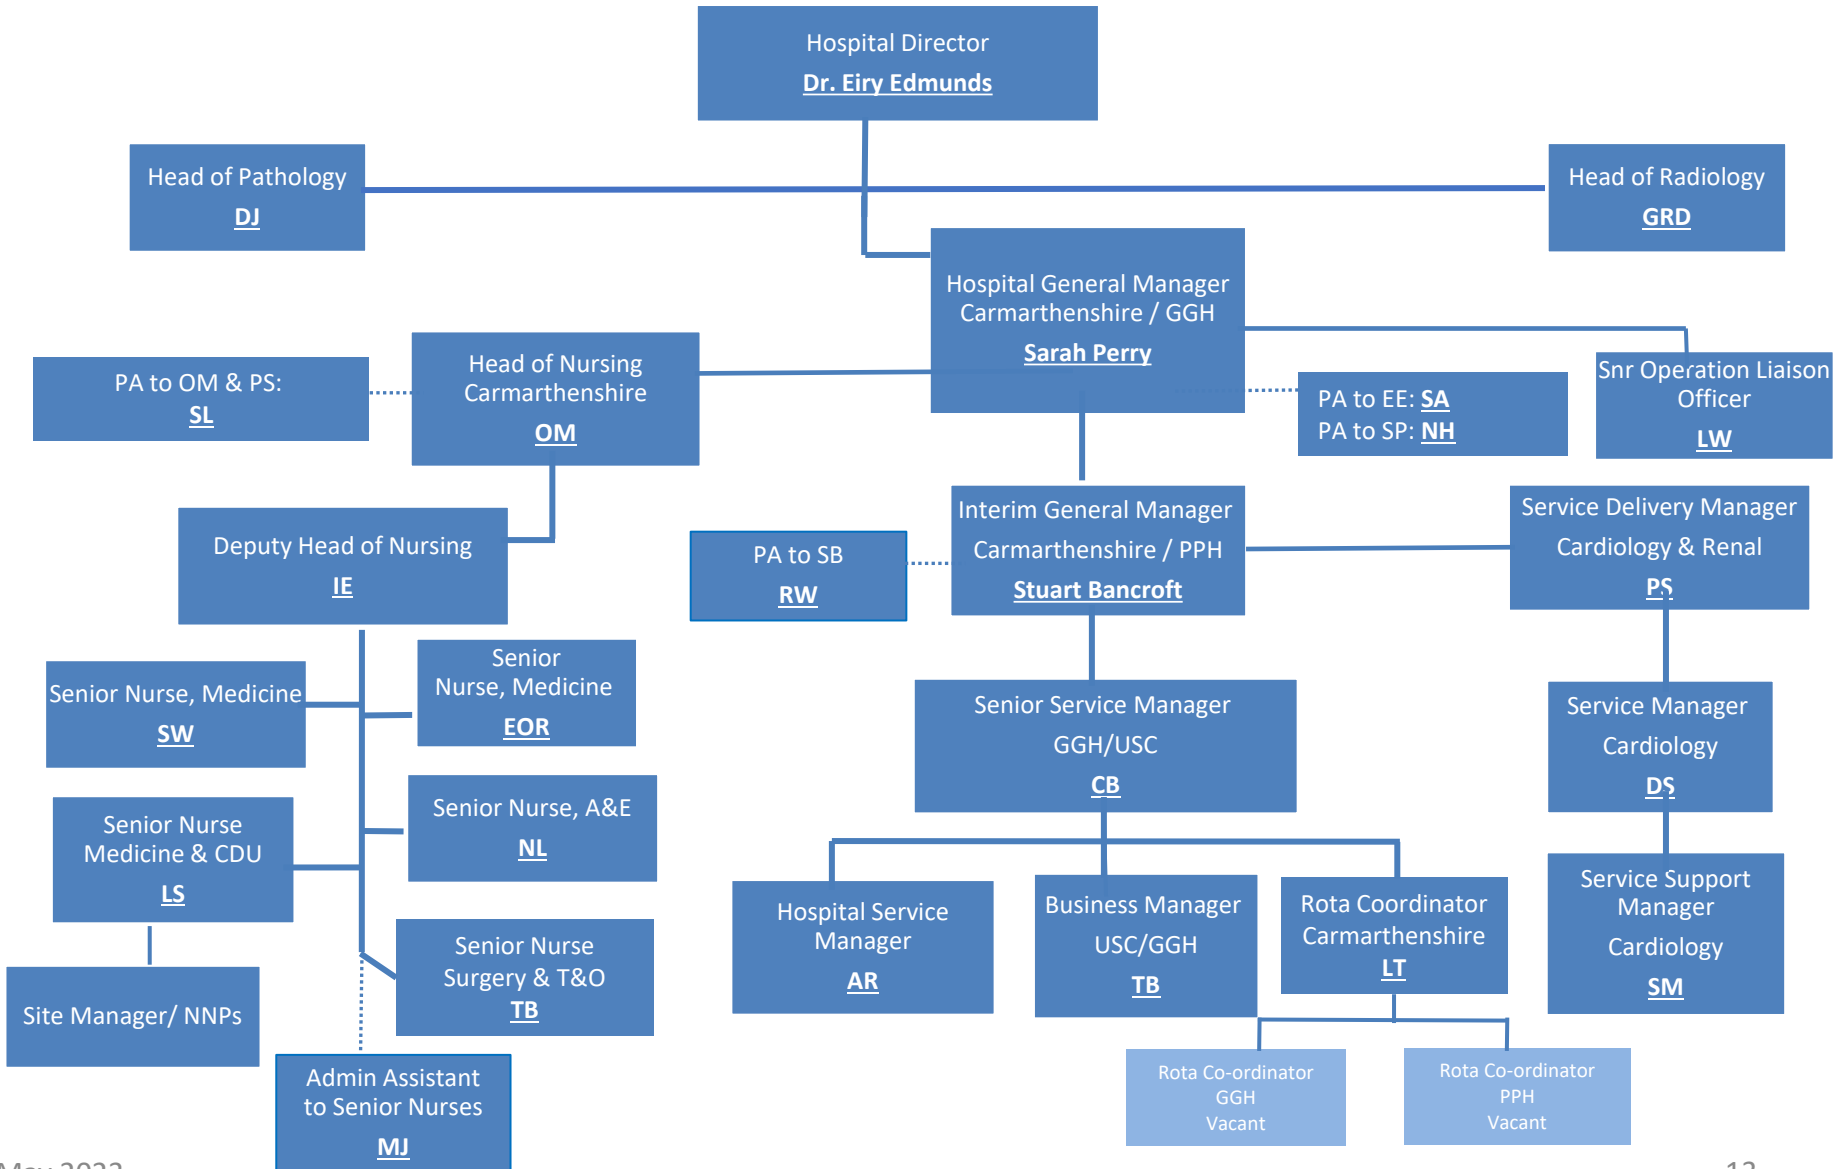 Hospital Director
Dr. Eiry Edmunds
Head of Pathology
DJ
Head of Radiology
GRD
Hospital General Manager
Carmarthenshire / GGH
Sarah Perry
Head of Nursing
Carmarthenshire
OM
PA to OM & PS:
SL
PA to EE: SA
PA to SP: NH
Snr Operation Liaison
Officer
LW
Deputy Head of Nursing
IE
PA to SB
RW
Interim General Manager
Carmarthenshire / PPH
Stuart Bancroft
Service Delivery Manager
Cardiology & Renal
PS
Senior Nurse, Medicine
SW
Senior
Nurse, Medicine
EOR
Senior Service Manager
GGH/USC
CB
Service Manager
Cardiology
DS
Senior Nurse
Medicine & CDU
LS
Senior Nurse, A&E
NL
Hospital Service
Manager
AR
Business Manager
USC/GGH
TB
Rota Coordinator
Carmarthenshire
LT
Service Support
Manager
Cardiology
SM
Site Manager/ NNPs
Senior Nurse
Surgery & T&O
TB
Admin Assistant
to Senior Nurses
MJ
Rota Co-ordinator
GGH
Vacant
Rota Co-ordinator
PPH
Vacant